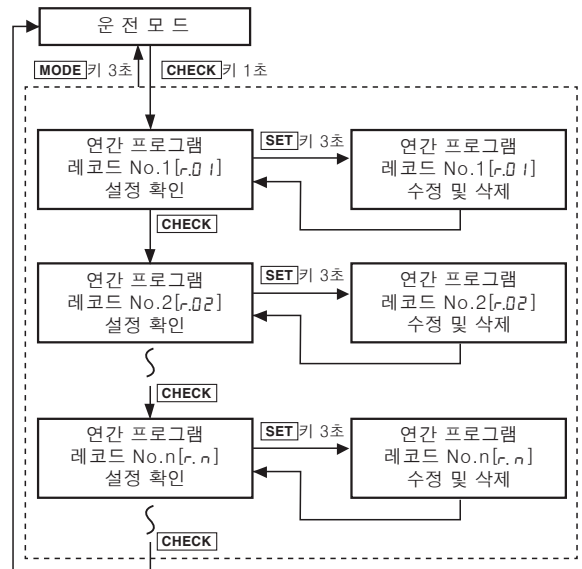 운 전 모 드
MODE 키 3초 CHECK 키 1초
연간 프로그램
레코드 No.1[r.01]
설정 확인
SET 키 3초
연간 프로그램
레코드 No.1[r.01]
수정 및 삭제
CHECK
연간 프로그램
레코드 No.2[r.02]
설정 확인
SET 키 3초
연간 프로그램
레코드 No.2[r.02]
수정 및 삭제
CHECK
연간 프로그램
레코드 No.n[r. n]
설정 확인
SET 키 3초
연간 프로그램
레코드 No.n[r. n]
수정 및 삭제
CHECK